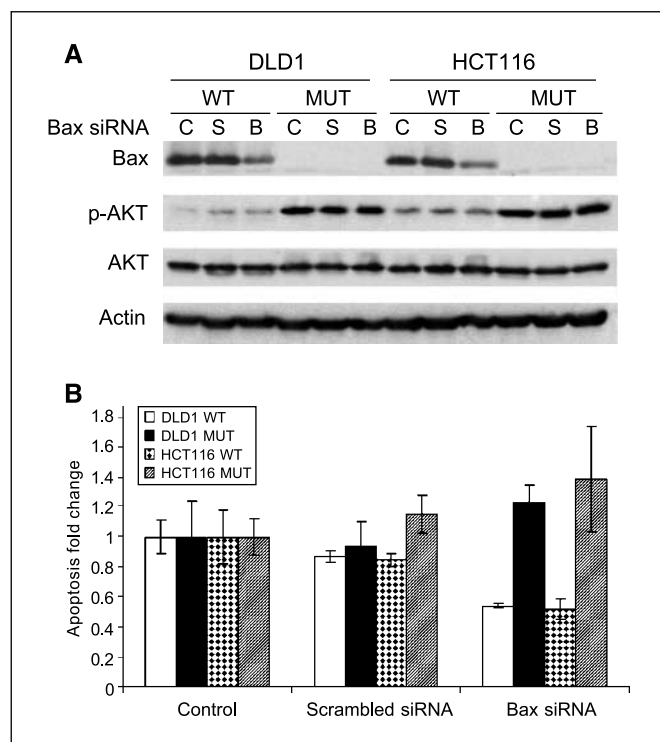 A
DLD1 HCT116
WT MUT WT MUT
Bax siRNA C S B C S B C S B C S B
Bax
p-AKT
AKT
Actin
B
1.8
1.6
1.4
1.2
1
0.8
0.6
0.4
0.2
0
Apoptosis fold change
DLD1 WT
DLD1 MUT
HCT116 WT
HCT116 MUT
Control Scrambled siRNA Bax siRNA